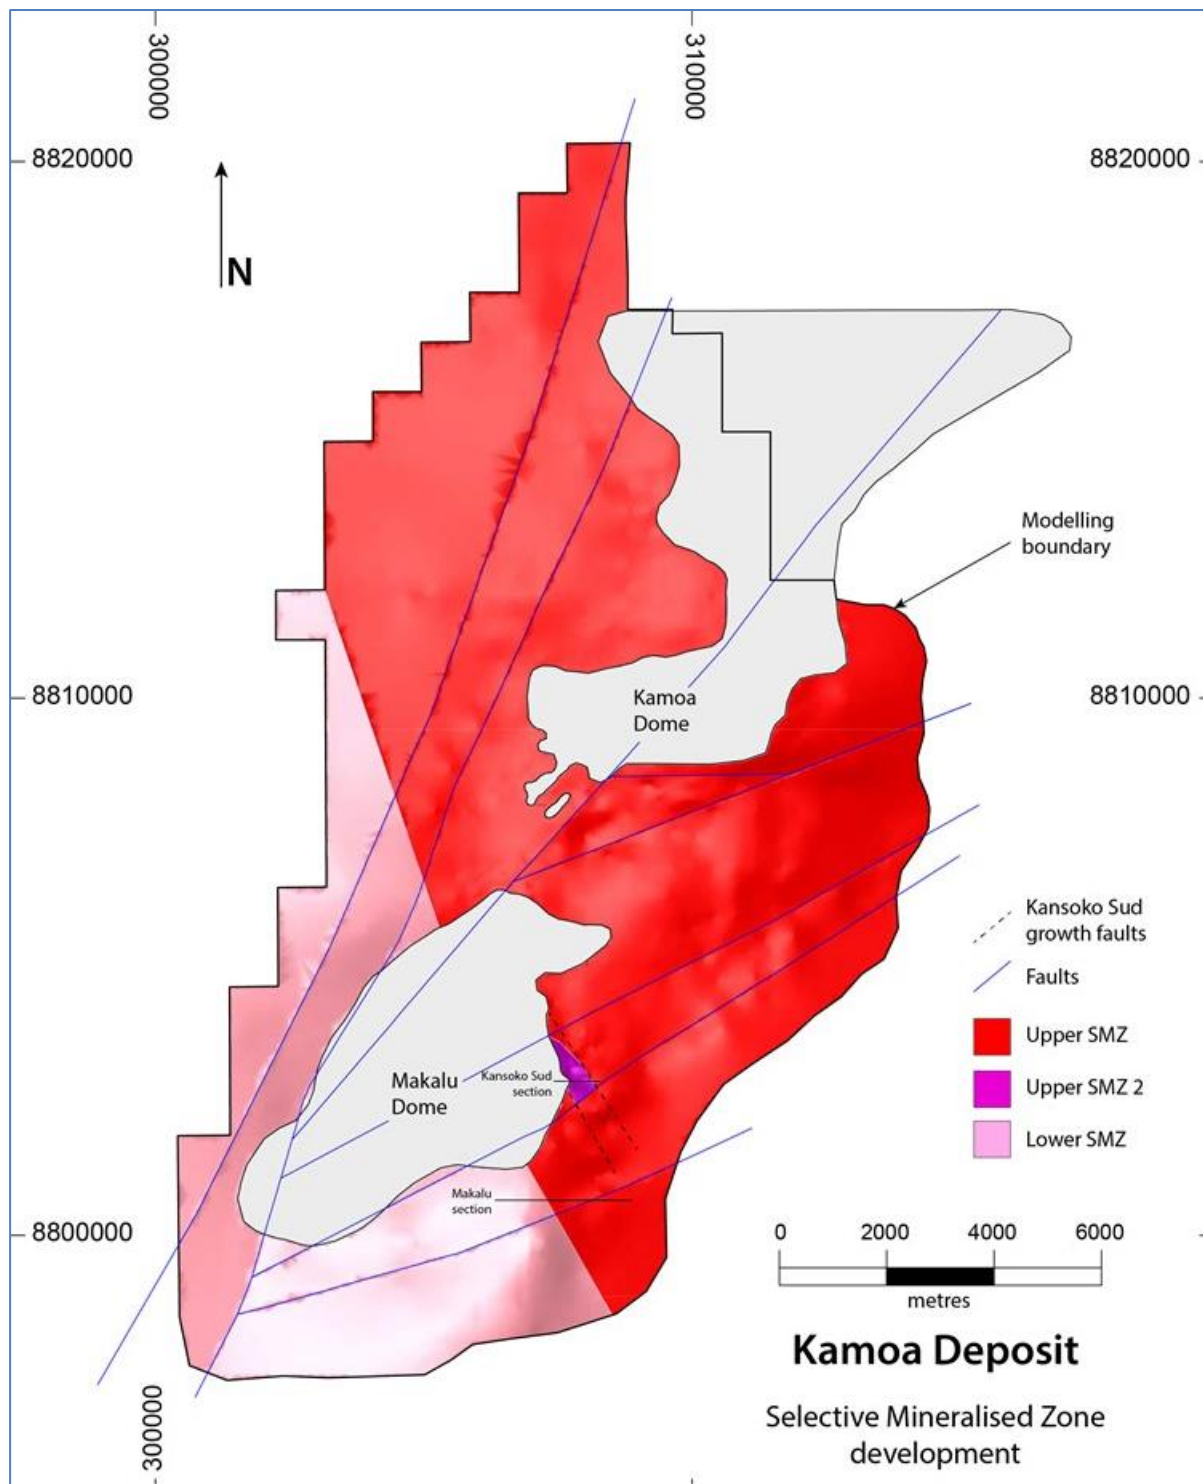 300000
310000
8820000
8820000
N
Modelling
boundary
8810000
8810000
Kamoa
Dome
Kansoko Sud
growth faults
Faults
Upper SMZ
Upper SMZ 2
Lower SMZ
Makalu
Dome
Kansoko Sud
section
Makalu
section
8800000
0 2000 4000 6000
metres
Kamoa Deposit
Selective Mineralised Zone
development
300000